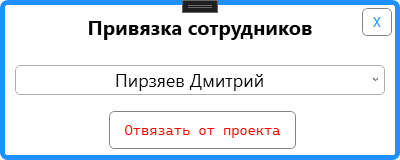 Привязка сотрудников
X
Пирзяев Дмитрий
Отвязать от проекта